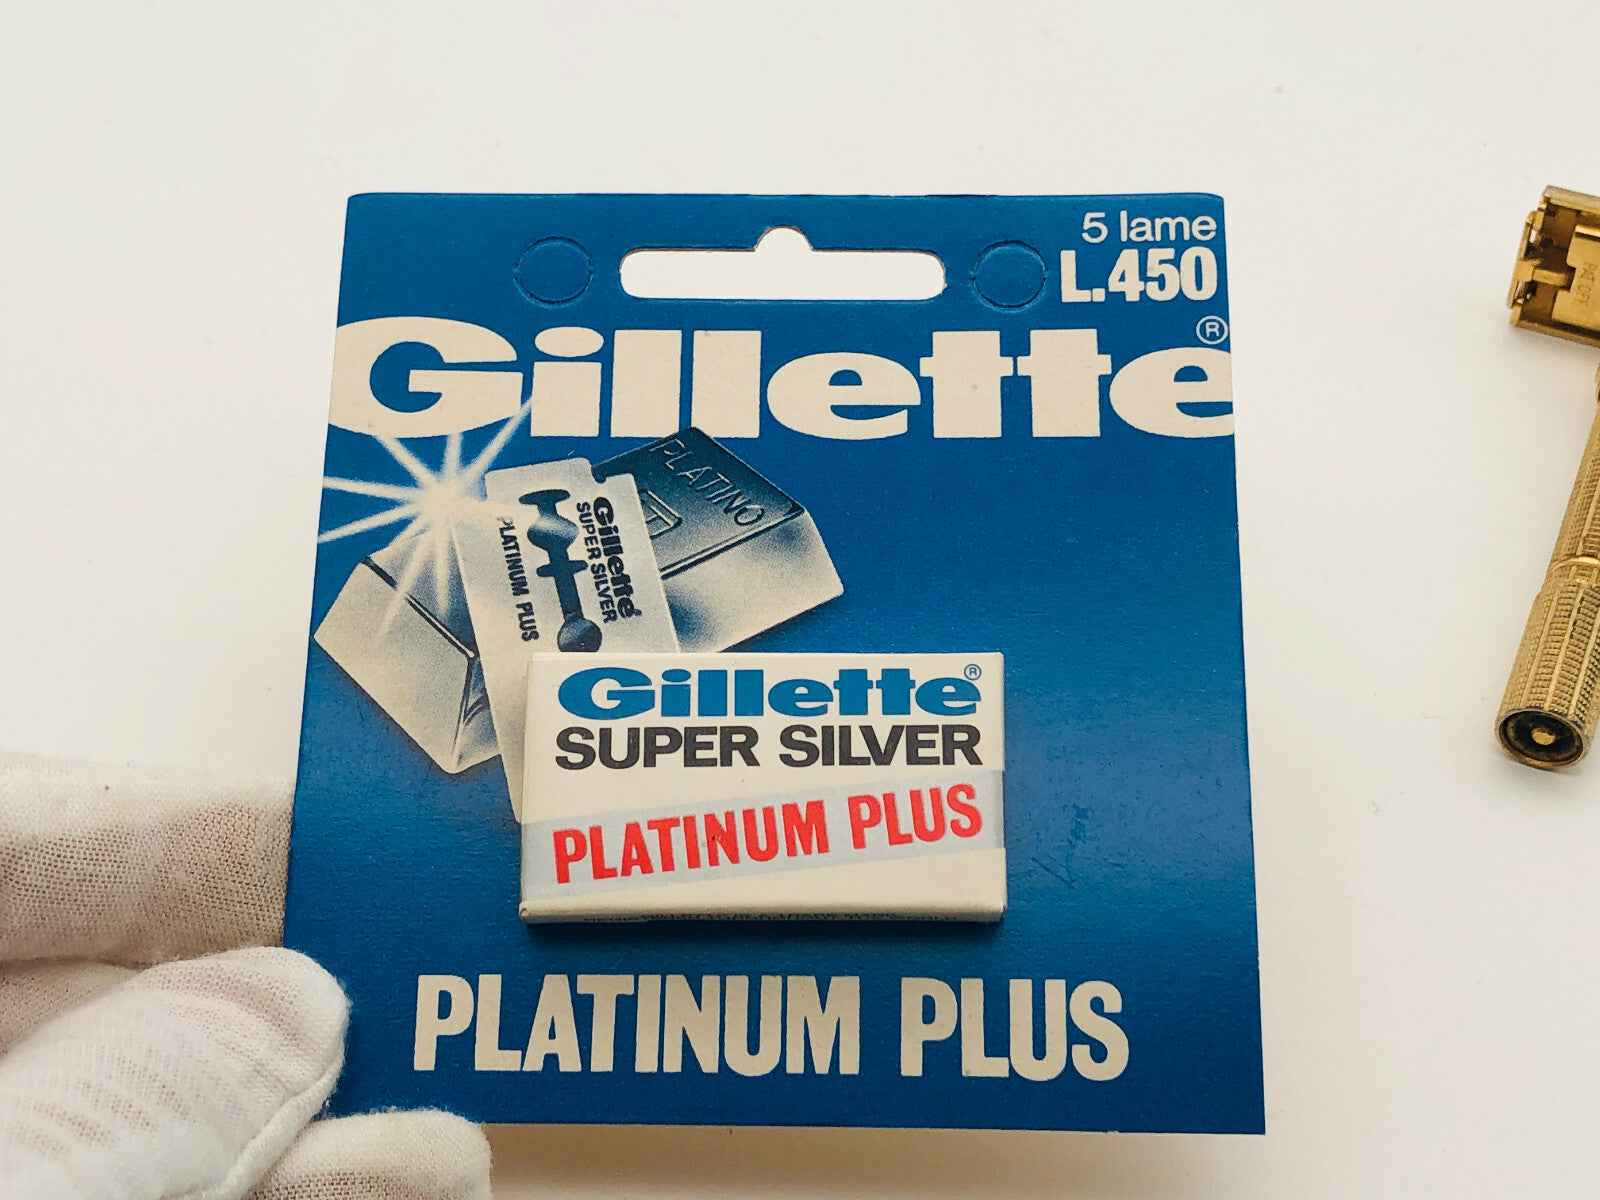 5 lame
L.450
Gillette®
PLATINO
Gillette
SUPER SILVER
PLATINUM PLUS
Gillette®
SUPER SILVER
PLATINUM PLUS
PLATINUM PLUS